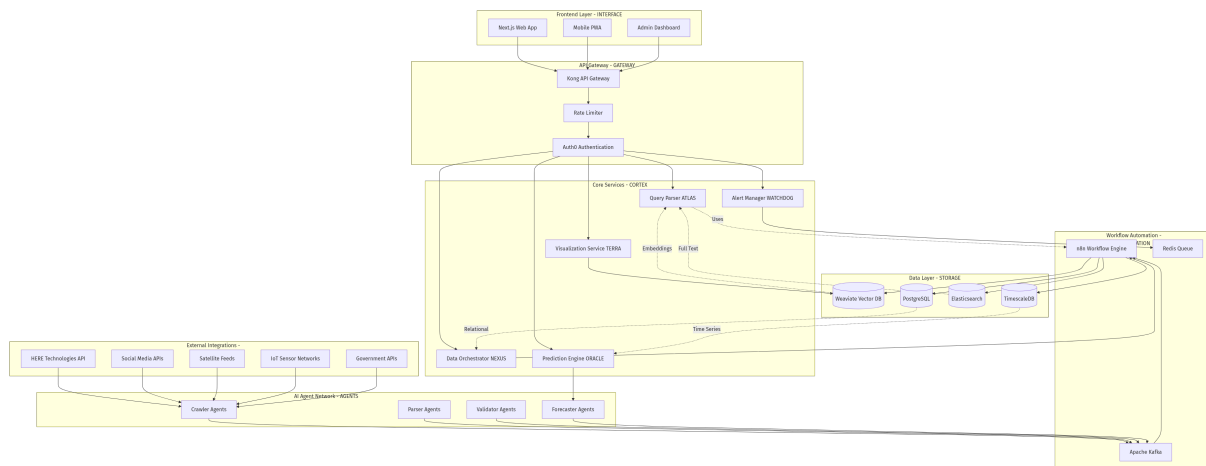 Frontend Layer - INTERFACE
Next.js Web App
Mobile PWA
Admin Dashboard
API Gateway - GATEWAY
Kong API Gateway
Rate Limiter
Auth0 Authentication
Core Services - CORTEX
Query Parser ATLAS
Alert Manager WATCHDOG
Uses
Visualization Service TERRA
Embeddings
Full Text
Workflow Automation -
ATION
n8n Workflow Engine
Redis Queue
Data Layer - STORAGE
Weaviate Vector DB
PostgreSQL
Elasticsearch
TimescaleDB
Relational
Time Series
Data Orchestrator NEXUS
Prediction Engine ORACLE
External Integrations -
HERE Technologies API
Social Media APIs
Satellite Feeds
IoT Sensor Networks
Government APIs
AI Agent Network - AGENTS
Crawler Agents
Parser Agents
Validator Agents
Forecaster Agents
Apache Kafka